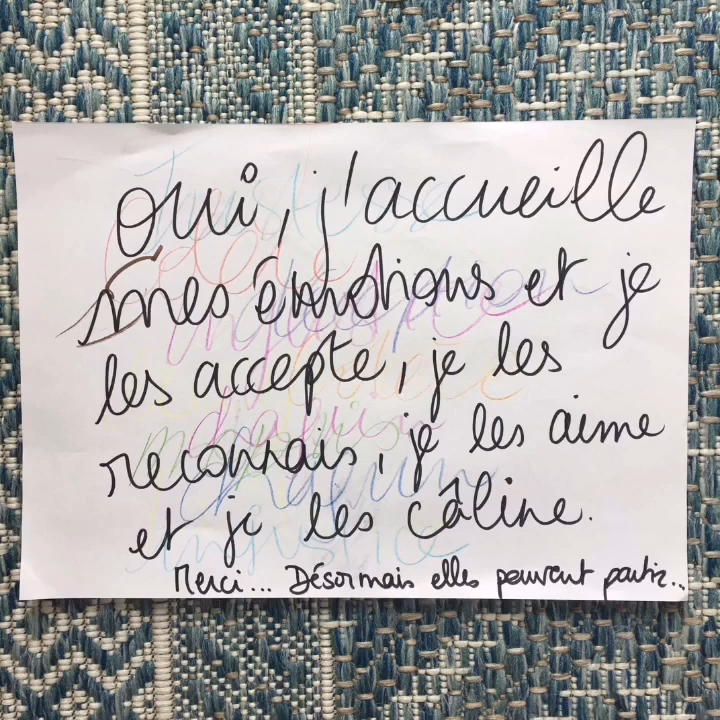 Oui, j'accueille
mes émotions et je
les accepte, je les
reconnais, je les aime
et je les câline.
Merci... Désormais elles peuvent partir...